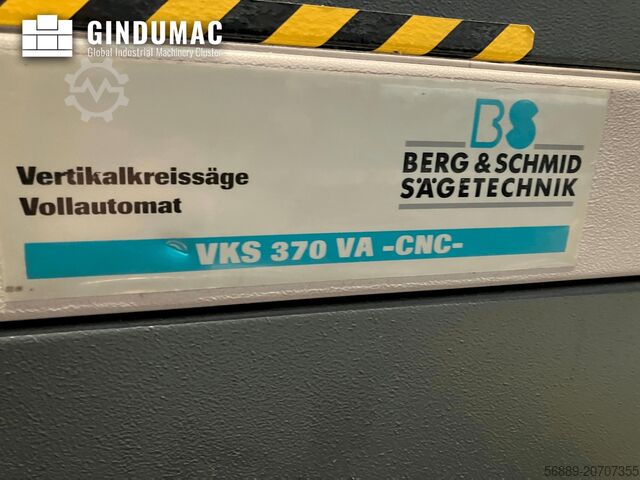 GINDUMAC
Global Industrial Machinery Cluster
BS
BERG & SCHMID
SÄGETECHNIK
Vertikalkreissäge
Vollautomat
VKS 370 VA -CNC-
56889-20707355